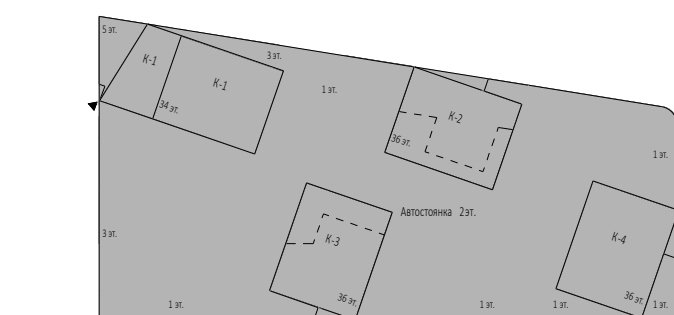 5 эт.
К-1
К-1
34 эт.
3 эт.
1 эт.
К-2
36 эт.
1 эт.
Автостоянка 2эт.
3 эт.
К-3
36 эт.
К-4
36 эт.
1 эт.
1 эт.
1 эт.
1 эт.